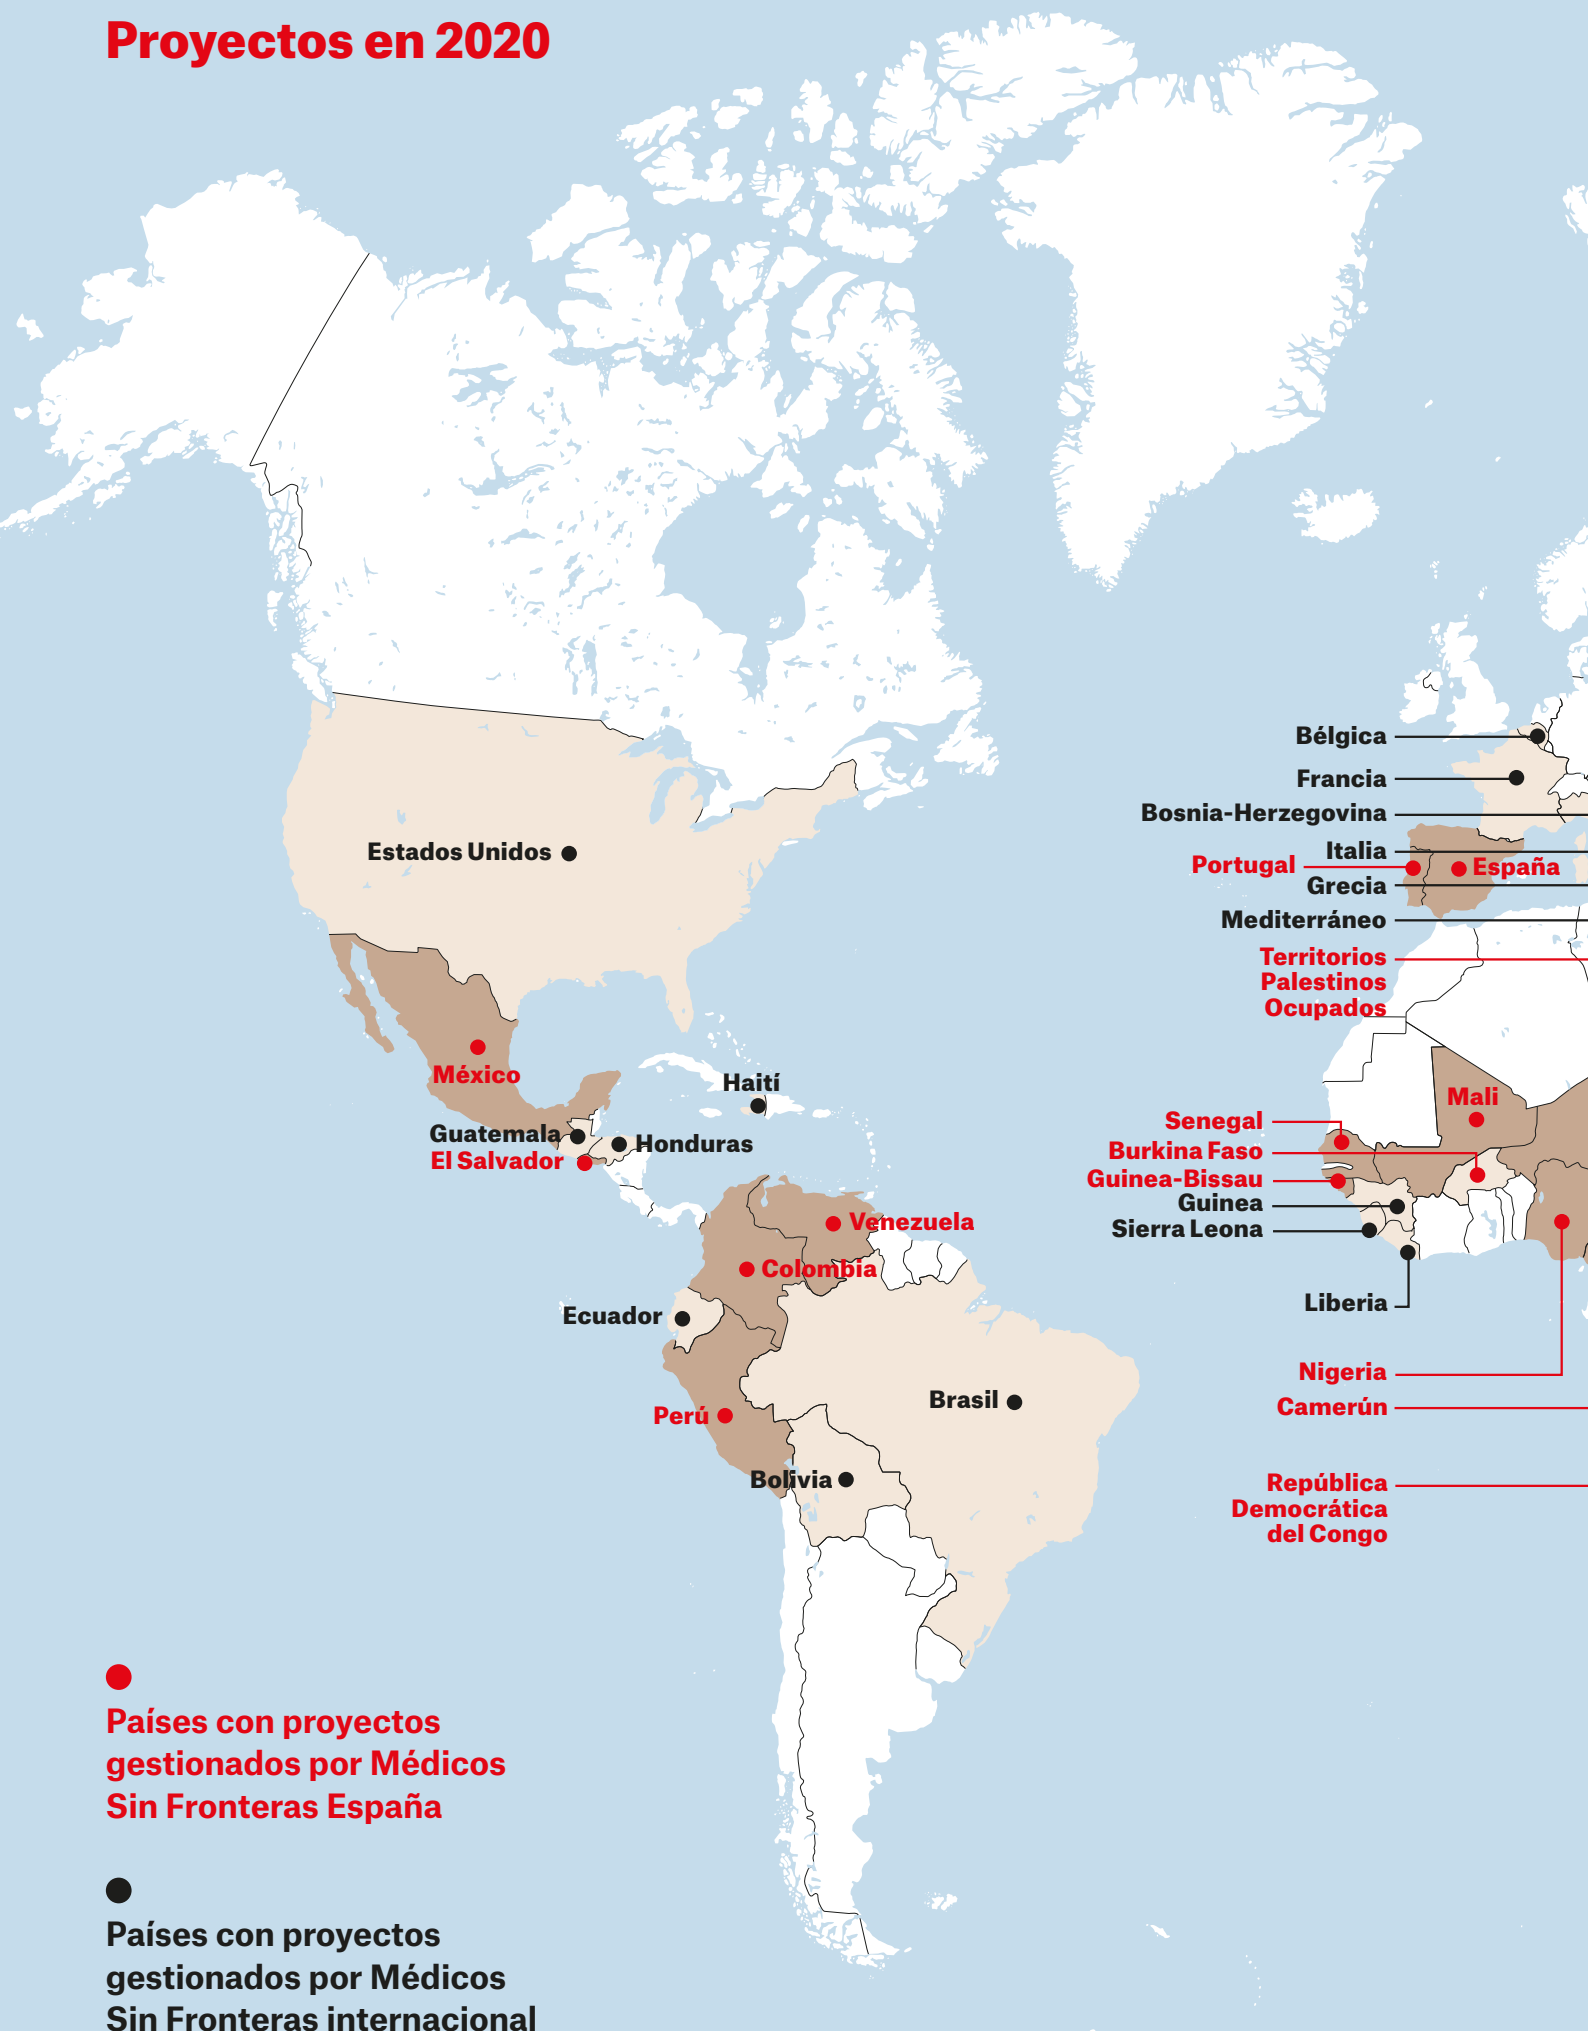 Proyectos en 2020
Bélgica
Francia
Bosnia-Herzegovina
Estados Unidos
Italia
Portugal
España
Grecia
Mediterráneo
Territorios
Palestinos
Ocupados
México
Haití
Mali
Senegal
Guatemala
Honduras
Burkina Faso
El Salvador
Guinea-Bissau
Guinea
Venezuela
Sierra Leona
Colombia
Liberia
Ecuador
Nigeria
Brasil
Camerún
Perú
Bolivia
República
Democrática
del Congo
Países con proyectos
gestionados por Médicos
Sin Fronteras España
Países con proyectos
gestionados por Médicos
Sin Fronteras internacional